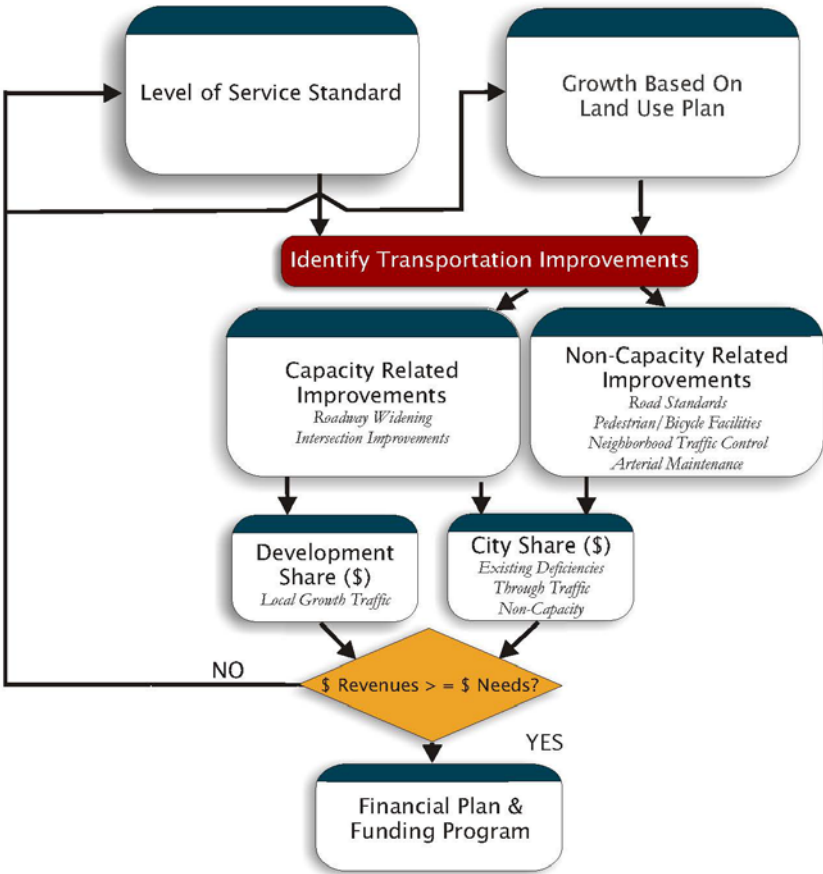 Level of Service Standard
Growth Based On
Land Use Plan
Identify Transportation Improvements
Capacity Related
Improvements
Roadway Widening
Intersection Improvements
Non-Capacity Related
Improvements
Road Standards
Pedestrian/Bicycle Facilities
Neighborhood Traffic Control
Arterial Maintenance
Development
Share ($)
Local Growth Traffic
City Share ($)
Existing Deficiencies
Through Traffic
Non-Capacity
NO
$ Revenues > = $ Needs?
YES
Financial Plan &
Funding Program